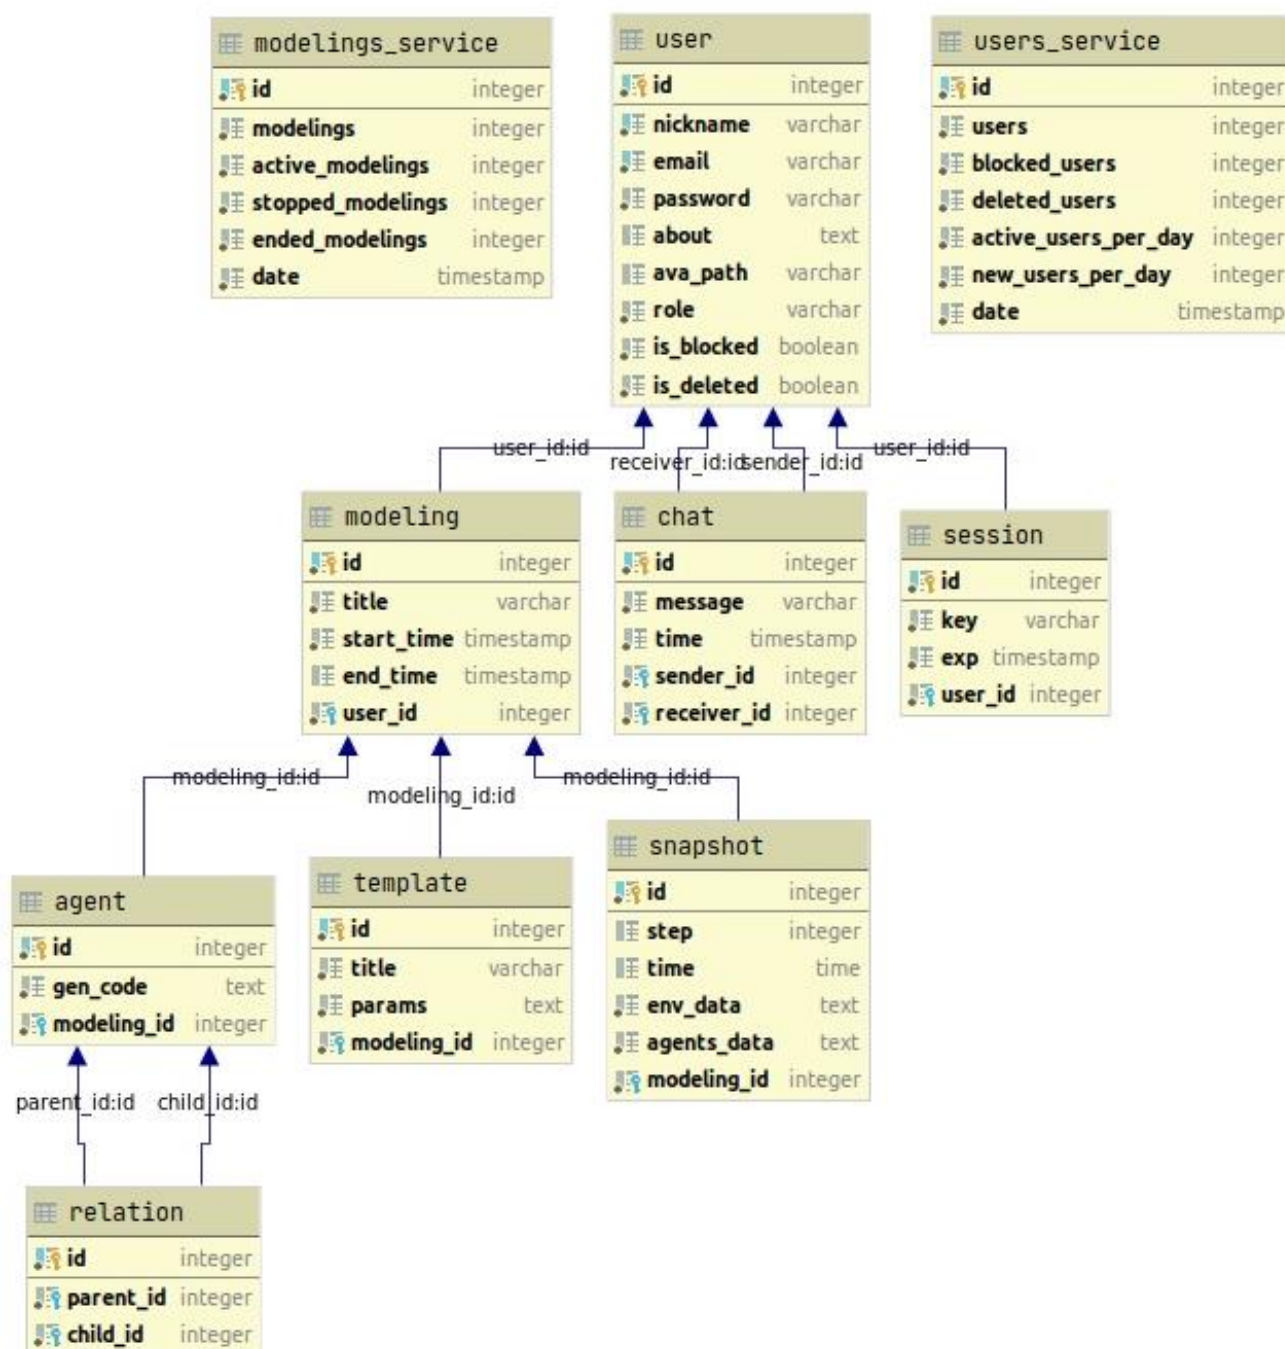 modelings_service
id integer
modelings integer
active_modelings integer
stopped_modelings integer
ended_modelings integer
date timestamp
user
id integer
nickname varchar
email varchar
password varchar
about text
ava_path varchar
role varchar
is_blocked boolean
is_deleted boolean
users_service
id integer
users integer
blocked_users integer
deleted_users integer
active_users_per_day integer
new_users_per_day integer
date timestamp
user_id:id
receiver_id:id
sender_id:id
user_id:id
modeling
id integer
title varchar
start_time timestamp
end_time timestamp
user_id integer
chat
id integer
message varchar
time timestamp
sender_id integer
receiver_id integer
session
id integer
key varchar
exp timestamp
user_id integer
modeling_id:id
modeling_id:id
modeling_id:id
agent
id integer
gen_code text
modeling_id integer
template
id integer
title varchar
params text
modeling_id integer
snapshot
id integer
step integer
time time
env_data text
agents_data text
modeling_id integer
parent_id:id
child_id:id
relation
id integer
parent_id integer
child_id integer